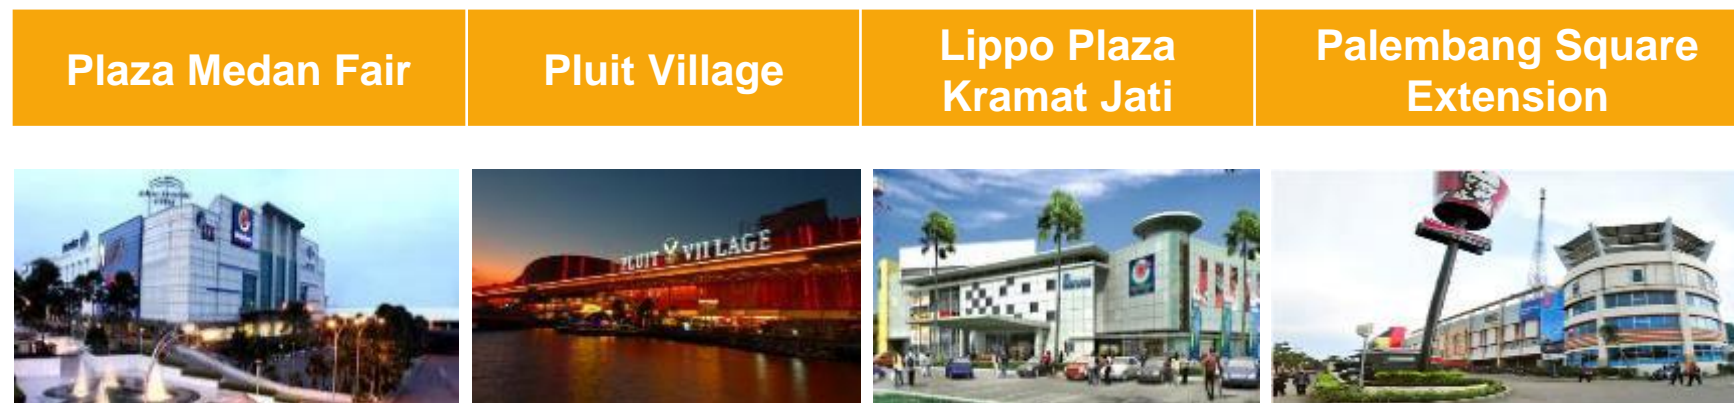 Plaza Medan Fair
Pluit Village
Lippo Plaza
Kramat Jati
Palembang Square
Extension
PLUIT VILLAGE